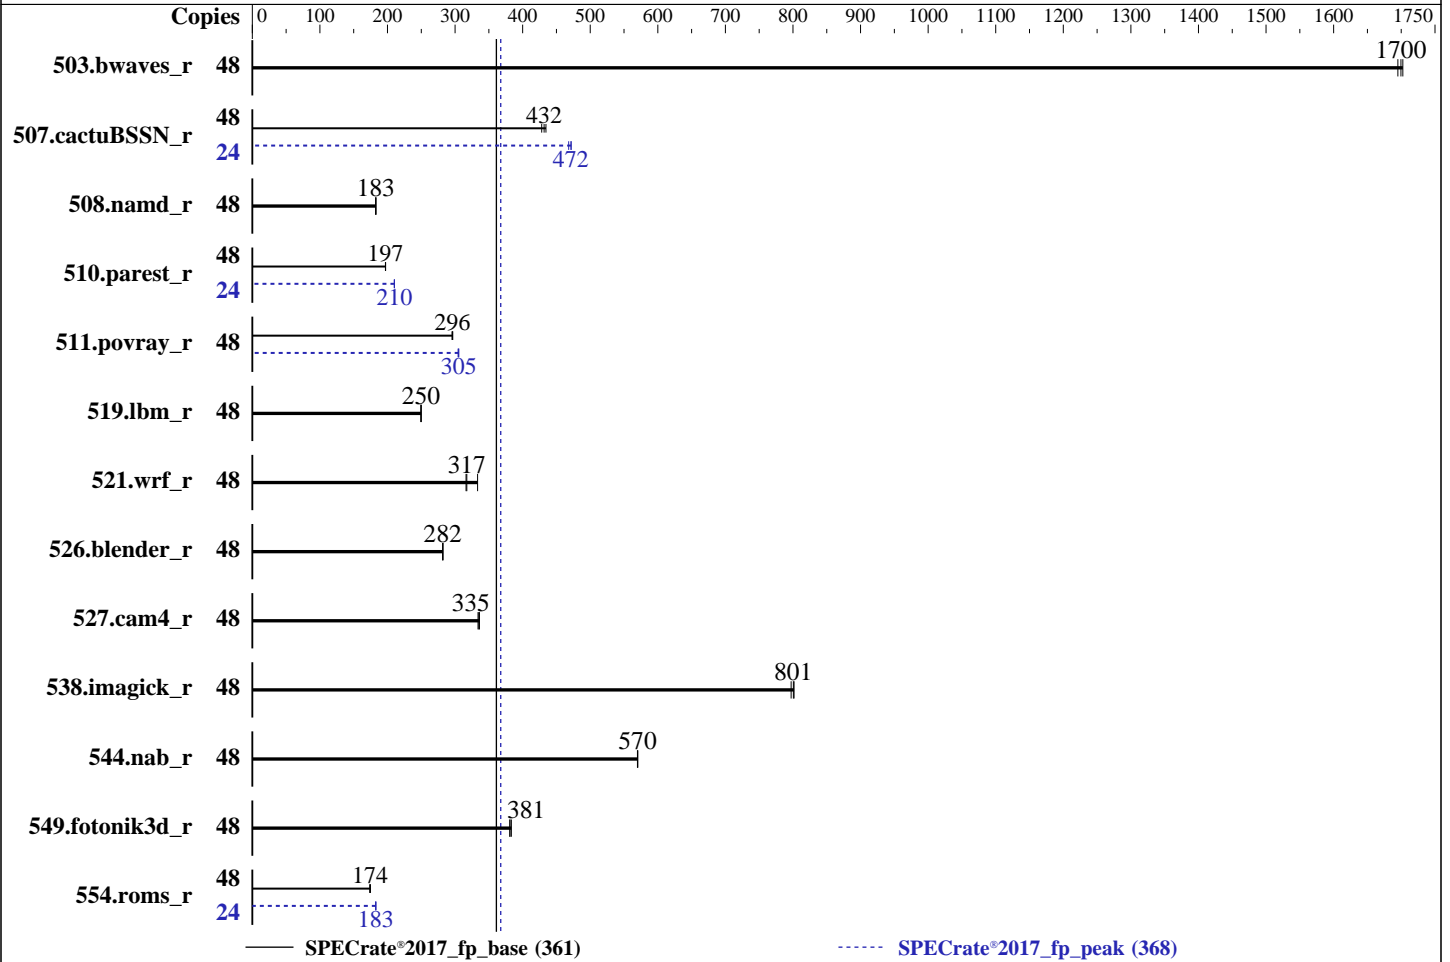 Copies 0 100 200 300 400 500 600 700 800 900 1000 1100 1200 1300 1400 1500 1600 1750
503.bwaves_r 48 1700
507.cactuBSSN_r 48 432
24 472
508.namd_r 48 183
510.parest_r 48 197
24 210
511.povray_r 48 296
305
519.lbm_r 48 250
521.wrf_r 48 317
526.blender_r 48 282
527.cam4_r 48 335
538.imagick_r 48 801
544.nab_r 48 570
549.fotonik3d_r 48 381
554.roms_r 48 174
24 183
SPECrate®2017_fp_base (361) SPECrate®2017_fp_peak (368)